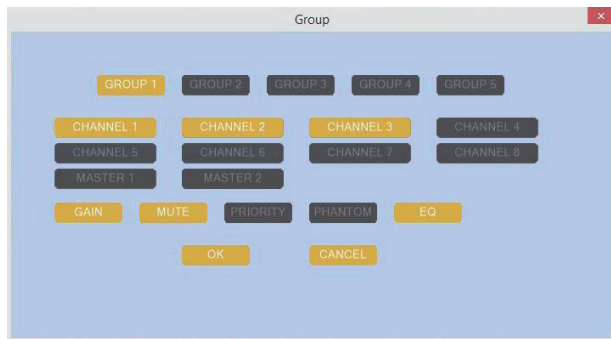 Group
GROUP 1 GROUP 2 GROUP 3 GROUP 4 GROUP 5
CHANNEL 1 CHANNEL 2 CHANNEL 3 CHANNEL 4
CHANNEL 5 CHANNEL 6 CHANNEL 7 CHANNEL 8
MASTER 1 MASTER 2
GAIN MUTE PRIORITY PHANTOM EQ
OK CANCEL